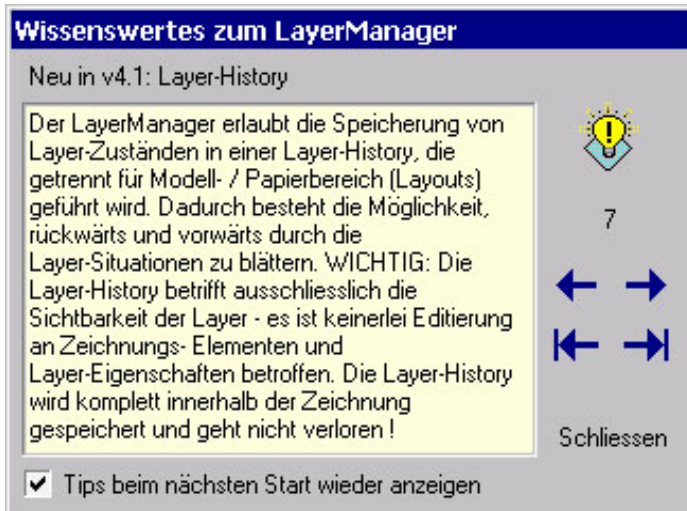 Wissenswertes zum LayerManager
Neu in v4.1: Layer-History
Der LayerManager erlaubt die Speicherung von
Layer-Zuständen in einer Layer-History, die
getrennt für Modell- / Papierbereich (Layouts)
geführt wird. Dadurch besteht die Möglichkeit,
rückwärts und vorwärts durch die
Layer-Situationen zu blättern. WICHTIG: Die
Layer-History betrifft ausschliesslich die
Sichtbarkeit der Layer - es ist keinerlei Editierung
an Zeichnungs- Elementen und
Layer-Eigenschaften betroffen. Die Layer-History
wird komplett innerhalb der Zeichnung
gespeichert und geht nicht verloren !
7
Schliessen
Tips beim nächsten Start wieder anzeigen